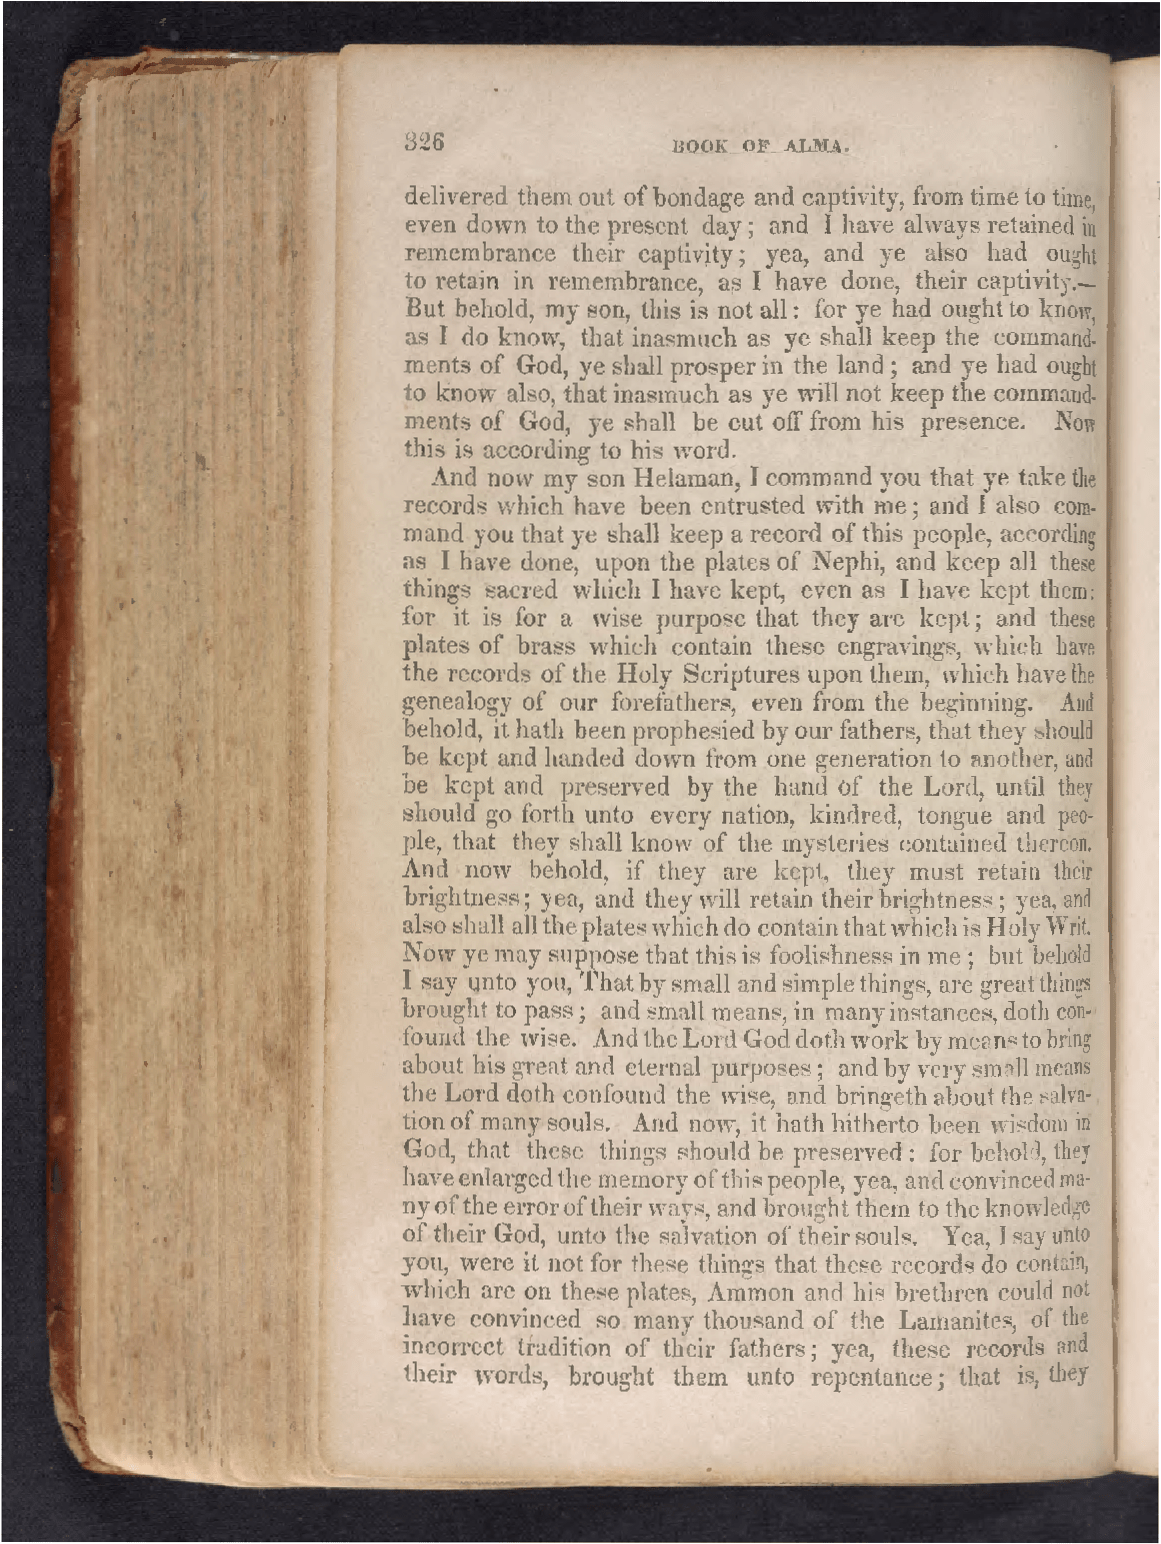 326 BOOK OF ALMA.
delivered them out of bondage and captivity, from time to time,
even down to the present day; and I have always retained in
remembrance their captivity; yea, and ye also had ought
to retain in remembrance, as I have done, their captivity.—
But behold, my son, this is not all: for ye had ought to know,
as I do know, that inasmuch as ye shall keep the command-
ments of God, ye shall prosper in the land; and ye had ought
to know also, that inasmuch as ye will not keep the command-
ments of God, ye shall be cut off from his presence. Now
this is according to his word.
And now my son Helaman, I command you that ye take the
records which have been entrusted with me; and I also com-
mand you that ye shall keep a record of this people, according
as I have done, upon the plates of Nephi, and keep all these
things sacred which I have kept, even as I have kept them:
for it is for a wise purpose that they are kept; and these
plates of brass which contain these engravings, which have
the records of the Holy Scriptures upon them, which have the
genealogy of our forefathers, even from the beginning. And
behold, it hath been prophesied by our fathers, that they should
be kept and handed down from one generation to another, and
be kept and preserved by the hand of the Lord, until they
should go forth unto every nation, kindred, tongue and peo-
ple, that they shall know of the mysteries contained thereon.
And now behold, if they are kept, they must retain their
brightness; yea, and they will retain their brightness; yea, and
also shall all the plates which do contain that which is Holy Writ.
Now ye may suppose that this is foolishness in me; but behold
I say unto you, That by small and simple things, are great things
brought to pass; and small means, in many instances, doth con-
found the wise. And the Lord God doth work by means to bring
about his great and eternal purposes; and by very small means
the Lord doth confound the wise, and bringeth about the salva-
tion of many souls. And now, it hath hitherto been wisdom in
God, that these things should be preserved: for behold, they
have enlarged the memory of this people, yea, and convinced ma-
ny of the error of their ways, and brought them to the knowledge
of their God, unto the salvation of their souls. Yea, I say unto
you, were it not for these things that these records do contain,
which are on these plates, Ammon and his brethren could not
have convinced so many thousand of the Lamanites, of the
incorrect tradition of their fathers; yea, these records and
their words, brought them unto repentance; that is, they